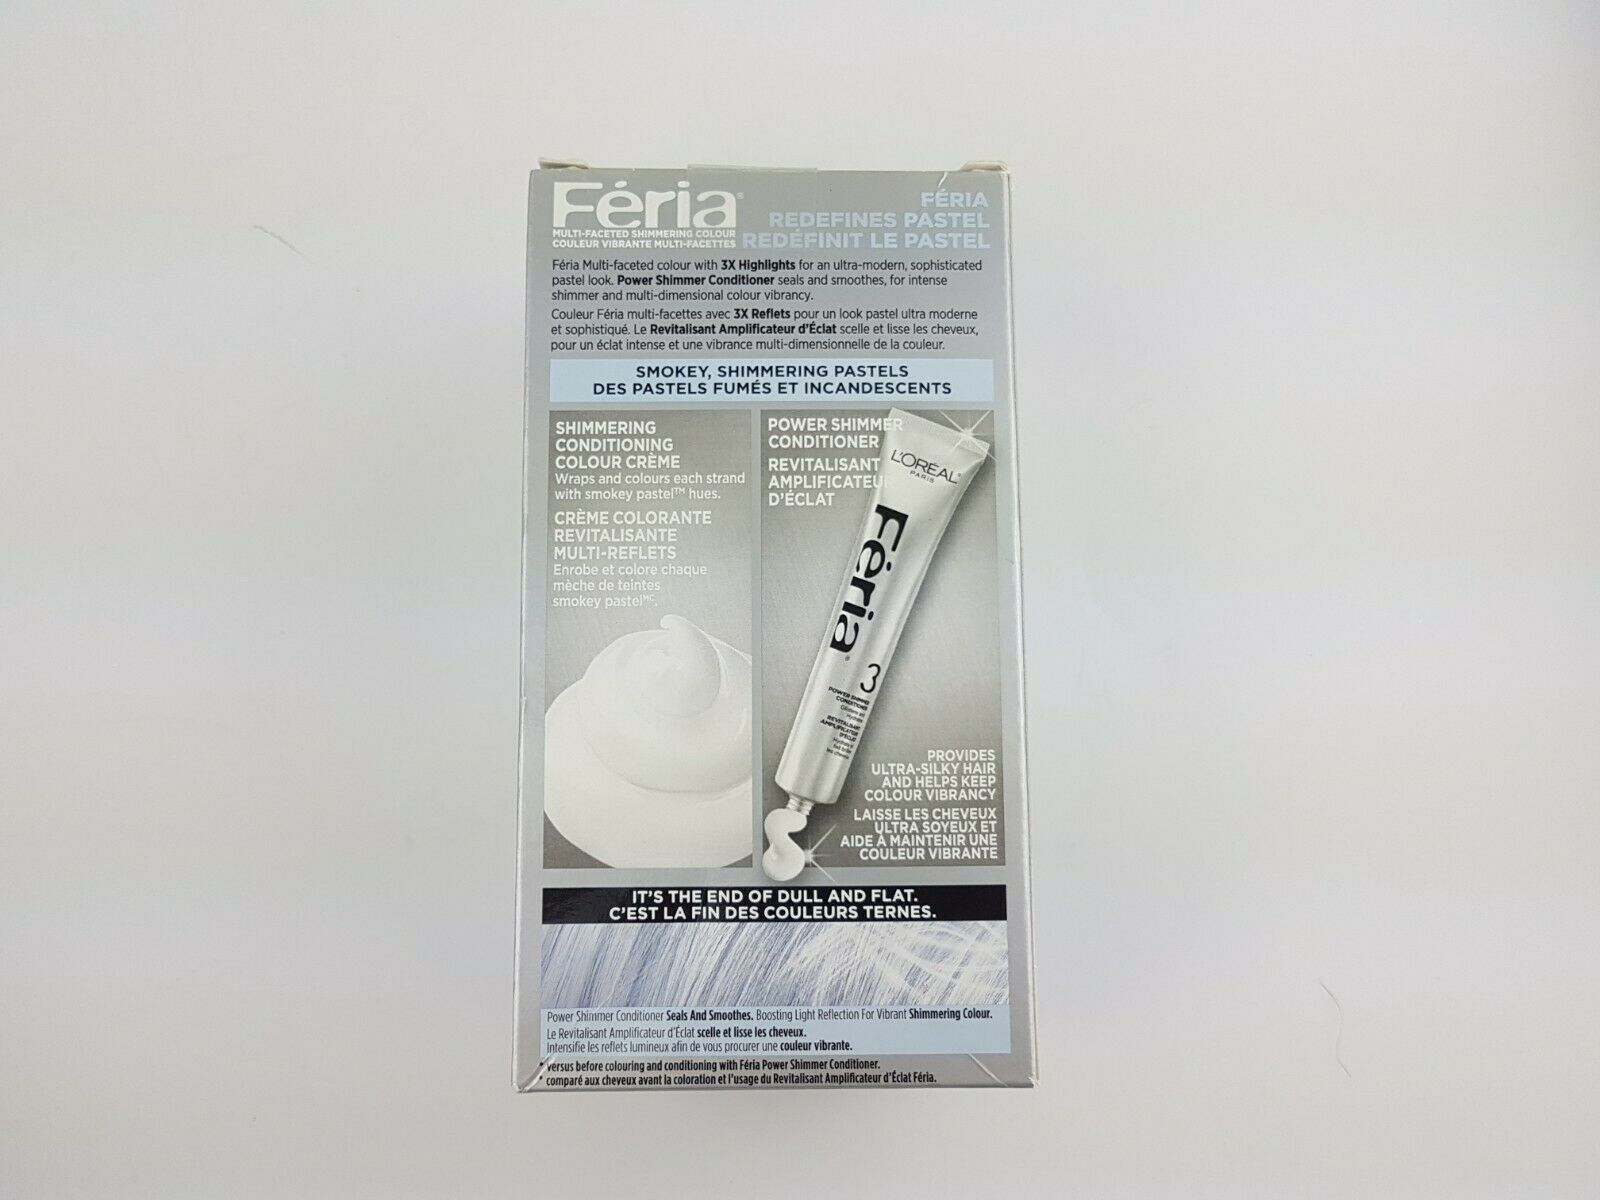 Féria®
MULTI-FACETED SHIMMERING COLOUR
COULEUR VIBRANTE MULTI-FACETTES
FÉRIA
REDEFINES PASTEL
REDÉFINIT LE PASTEL
Féria Multi-faceted colour with 3X Highlights for an ultra-modern, sophisticated
pastel look. Power Shimmer Conditioner seals and smoothes, for intense
shimmer and multi-dimensional colour vibrancy.
Couleur Féria multi-facettes avec 3X Reflets pour un look pastel ultra moderne
et sophistiqué. Le Revitalisant Amplificateur d'Éclat scelle et lisse les cheveux,
pour un éclat intense et une vibrance multi-dimensionnelle de la couleur.
SMOKEY, SHIMMERING PASTELS
DES PASTELS FUMÉS ET INCANDESCENTS
SHIMMERING
CONDITIONING
COLOUR CRÈME
Wraps and colours each strand
with smokey pastel™ hues.
CRÈME COLORANTE
REVITALISANTE
MULTI-REFLETS
Enrobe et colore chaque
mèche de teintes
smokey pastelMC.
POWER SHIMMER
CONDITIONER
REVITALISANT
AMPLIFICATEUR
D'ÉCLAT
L'ORÉAL®
PARIS
Féria®
3
POWER SHIMMER
CONDITIONER
REVITALISANT
AMPLIFICATEUR
D'ÉCLAT
PROVIDES
ULTRA-SILKY HAIR
AND HELPS KEEP
COLOUR VIBRANCY
LAISSE LES CHEVEUX
ULTRA SOYEUX ET
AIDE À MAINTENIR UNE
COULEUR VIBRANTE
IT'S THE END OF DULL AND FLAT.
C'EST LA FIN DES COULEURS TERNES.
Power Shimmer Conditioner Seals And Smoothes. Boosting Light Reflection For Vibrant Shimmering Colour.
Le Revitalisant Amplificateur d'Éclat scelle et lisse les cheveux.
Intensifie les reflets lumineux afin de vous procurer une couleur vibrante.
* versus before colouring and conditioning with Féria Power Shimmer Conditioner.
* comparé aux cheveux avant la coloration et l'usage du Revitalisant Amplificateur d'Éclat Féria.